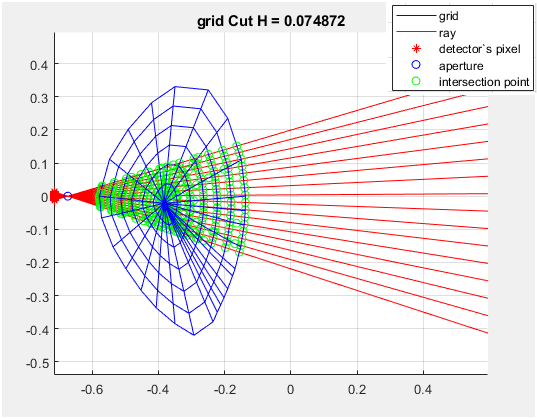 grid Cut H = 0.074872
grid
ray
detector`s pixel
aperture
intersection point
0.4
0.3
0.2
0.1
0
-0.1
-0.2
-0.3
-0.4
-0.5
-0.6 -0.4 -0.2 0 0.2 0.4